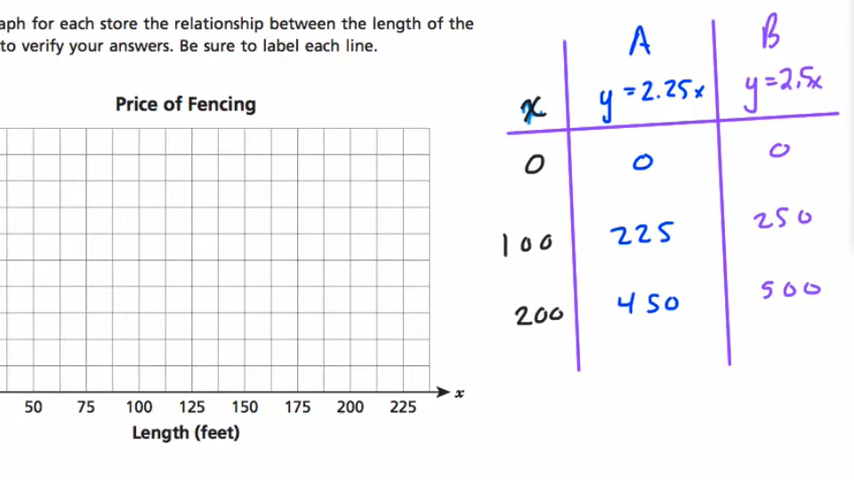 aph for each store the relationship between the length of the
to verify your answers. Be sure to label each line.
Price of Fencing
x
50 75 100 125 150 175 200 225
Length (feet)
A B
x y=2.25x y=2.5x
0 0 0
100 225 250
200 450 500